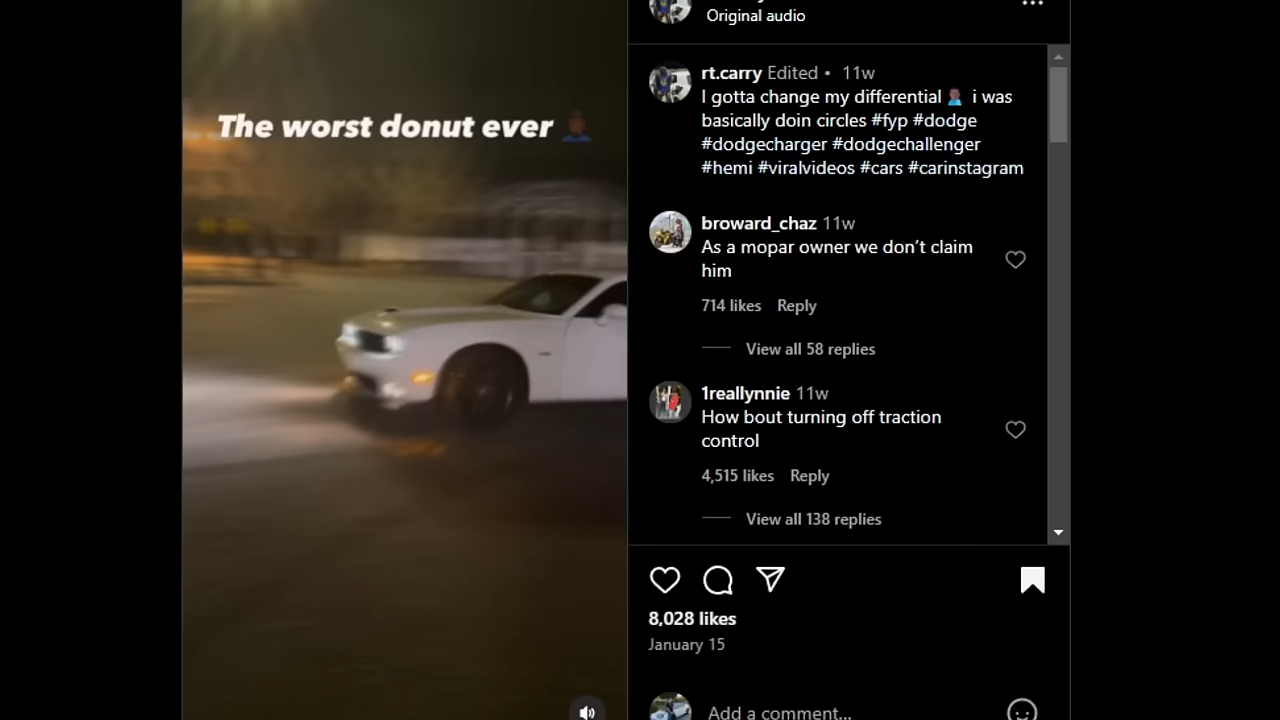 The worst donut ever
Original audio
rt.carry Edited • 11w
I gotta change my differential 🤦🏾‍♂️ i was
basically doin circles #fyp #dodge
#dodgecharger #dodgechallenger
#hemi #viralvideos #cars #carinstagram
broward_chaz 11w
As a mopar owner we don’t claim
him
714 likes Reply
View all 58 replies
1reallynnie 11w
How bout turning off traction
control
4,515 likes Reply
View all 138 replies
8,028 likes
January 15
Add a comment...